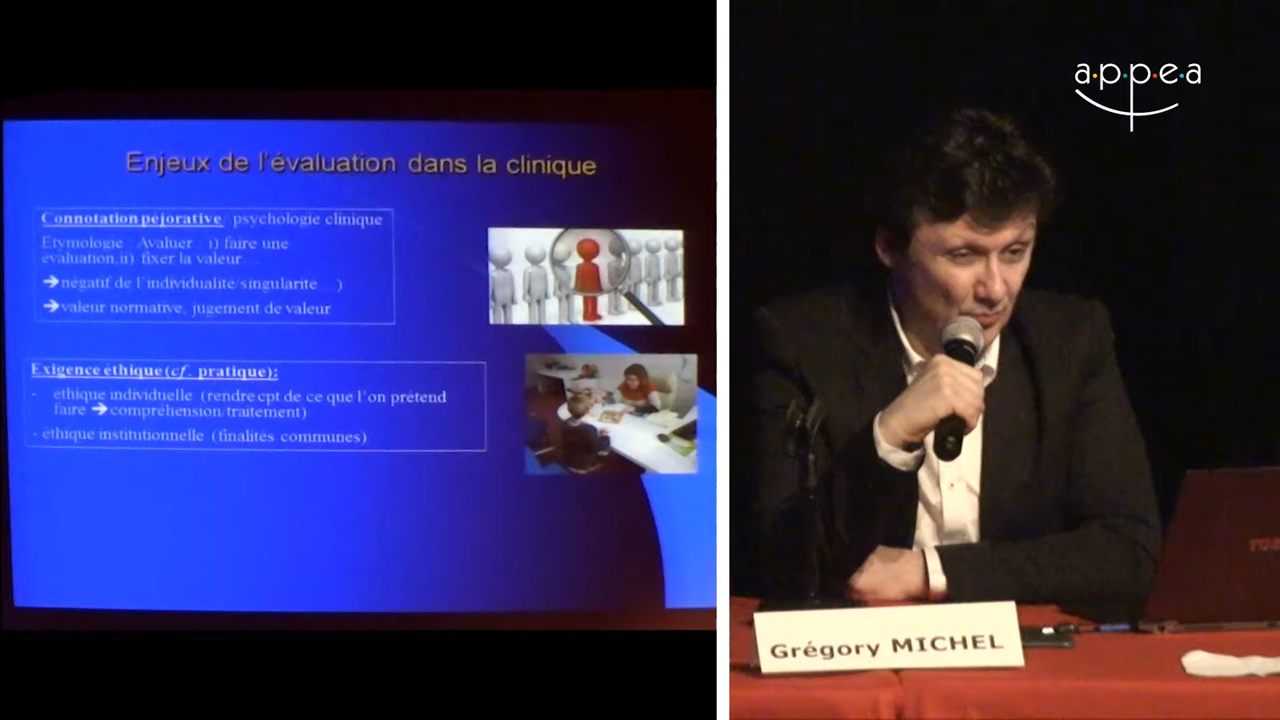 Enjeux de l'évaluation dans la clinique
Connotation péjorative/ psychologie clinique
Etymologie : Avaluer : i) faire une
évaluation.ii) fixer la valeur…
➔négatif de l'individualité/singularité…)
➔valeur normative, jugement de valeur
Exigence éthique (cf. pratique):
- éthique individuelle (rendre cpt de ce que l'on prétend
faire ➔compréhension/traitement)
- éthique institutionnelle (finalités communes)
a·p·p·e·a
Grégory MICHEL